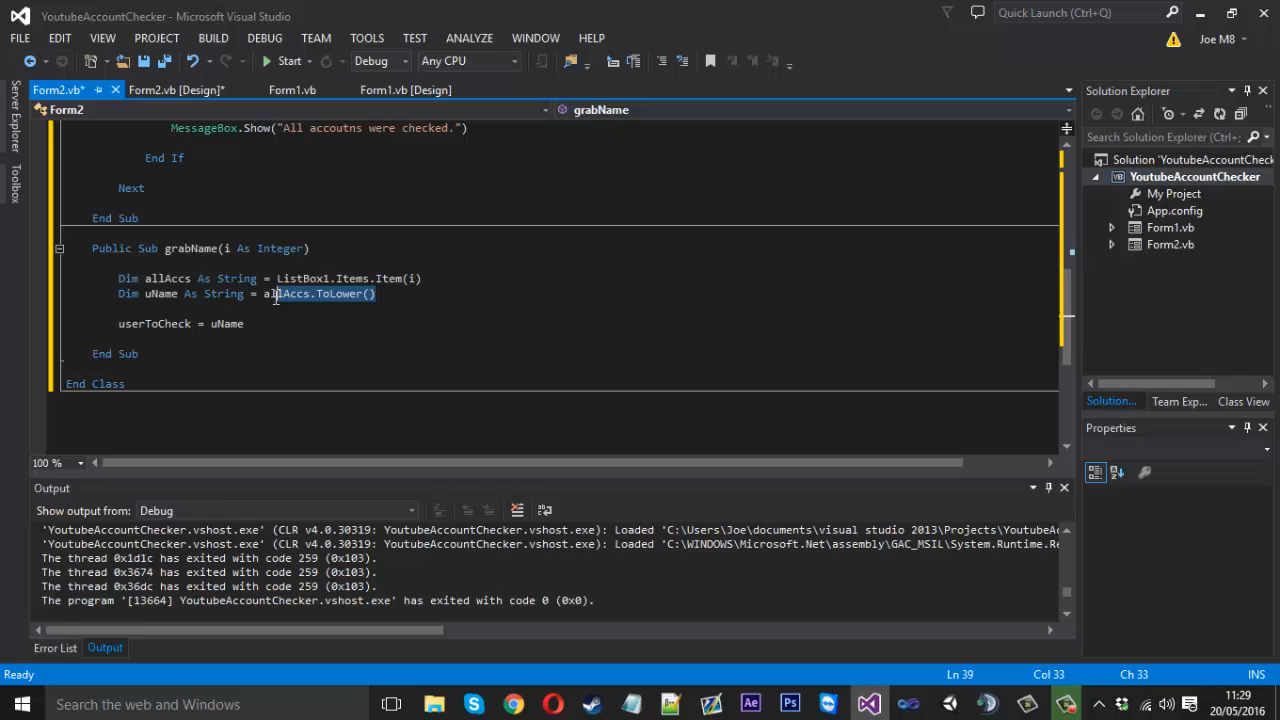 YoutubeAccountChecker - Microsoft Visual Studio
Quick Launch (Ctrl+Q)
FILE EDIT VIEW PROJECT BUILD DEBUG TEAM TOOLS TEST ANALYZE WINDOW HELP
Joe M8
Start Debug Any CPU
Form2.vb* Form2.vb [Design]* Form1.vb Form1.vb [Design]
Solution Explorer
Server Explorer
Toolbox
Form2 grabName
Search Solution Explorer (Ctrl+;
MessageBox.Show("All accoutns were checked.")
End If
Next
End Sub
Public Sub grabName(i As Integer)
Dim allAccs As String = ListBox1.Items.Item(i)
Dim uName As String = allAccs.ToLower()
userToCheck = uName
End Sub
End Class
Solution 'YoutubeAccountCheck
VB YoutubeAccountChecker
My Project
App.config
Form1.vb
Form2.vb
Solution... Team Exp... Class View
Properties
100 %
Output
Show output from: Debug
'YoutubeAccountChecker.vshost.exe' (CLR v4.0.30319: YoutubeAccountChecker.vshost.exe): Loaded 'C:\Users\Joe\documents\visual studio 2013\Projects\YoutubeA
'YoutubeAccountChecker.vshost.exe' (CLR v4.0.30319: YoutubeAccountChecker.vshost.exe): Loaded 'C:\WINDOWS\Microsoft.Net\assembly\GAC_MSIL\System.Runtime.Re
The thread 0x1d1c has exited with code 259 (0x103).
The thread 0x3674 has exited with code 259 (0x103).
The thread 0x36dc has exited with code 259 (0x103).
The program '[13664] YoutubeAccountChecker.vshost.exe' has exited with code 0 (0x0).
Error List Output
Ready Ln 39 Col 33 Ch 33 INS
Search the web and Windows
Ae Ps
11:29
20/05/2016